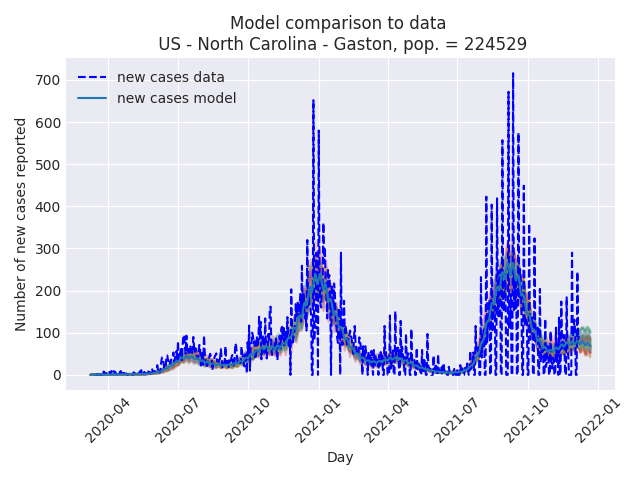 Model comparison to data
US - North Carolina - Gaston, pop. = 224529
new cases data
new cases model
Number of new cases reported
700
600
500
400
300
200
100
0
2020-04
2020-07
2020-10
2021-01
2021-04
2021-07
2021-10
2022-01
Day